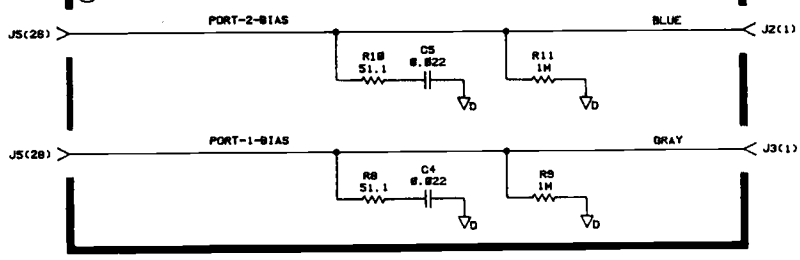 J5(28) PORT-2-BIAS BLUE J2(1)
R10 C5 R11
51.1 0.022 1M
D D
J5(28) PORT-1-BIAS GRAY J3(1)
R8 C4 R9
51.1 0.022 1M
D D